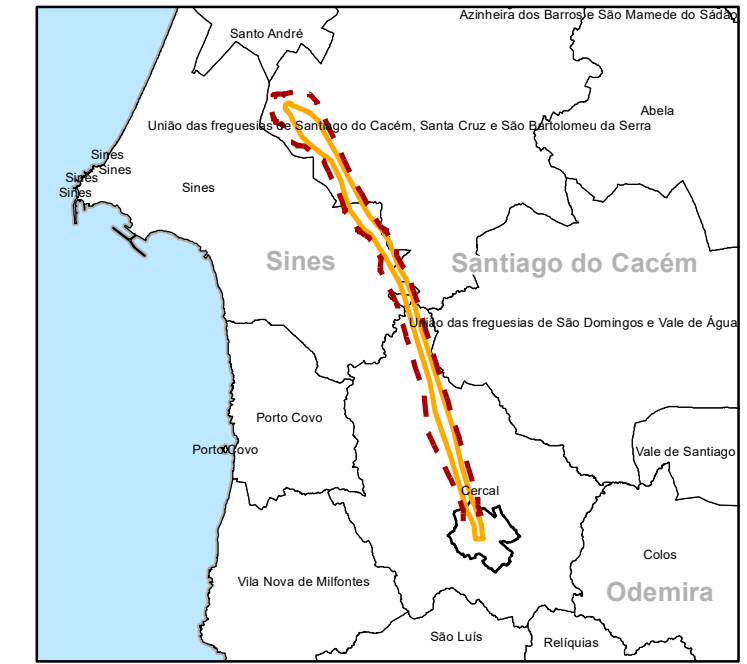 Azinheira dos Barros e São Mamede do Sádão
Santo André
Abela
União das freguesias de Santiago do Cacém, Santa Cruz e São Bartolomeu da Serra
Sines
Sines
Sines
Sines
Sines
Sines
Santiago do Cacém
União das freguesias de São Domingos e Vale de Água
Porto Covo
Porto Covo
Vale de Santiago
Cercal
Colos
Vila Nova de Milfontes
Odemira
São Luís
Relíquias